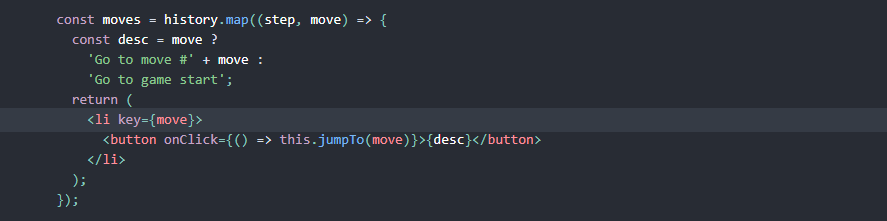 const moves = history.map((step, move) => {
  const desc = move ?
    'Go to move #' + move :
    'Go to game start';
  return (
    <li key={move}>
      <button onClick={() => this.jumpTo(move)}>{desc}</button>
    </li>
  );
});